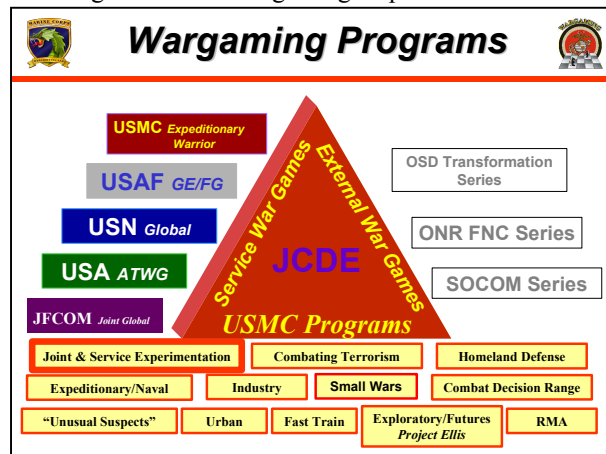 Wargaming Programs
MARINE CORPS
WARGAMING
USMC Expeditionary
Warrior
USAF GE/FG
USN Global
USA ATWG
JFCOM Joint Global
Service War Games
External War Games
JCDE
USMC Programs
OSD Transformation
Series
ONR FNC Series
SOCOM Series
Joint & Service Experimentation
Combating Terrorism
Homeland Defense
Expeditionary/Naval
Industry
Small Wars
Combat Decision Range
“Unusual Suspects”
Urban
Fast Train
Exploratory/Futures
Project Ellis
RMA